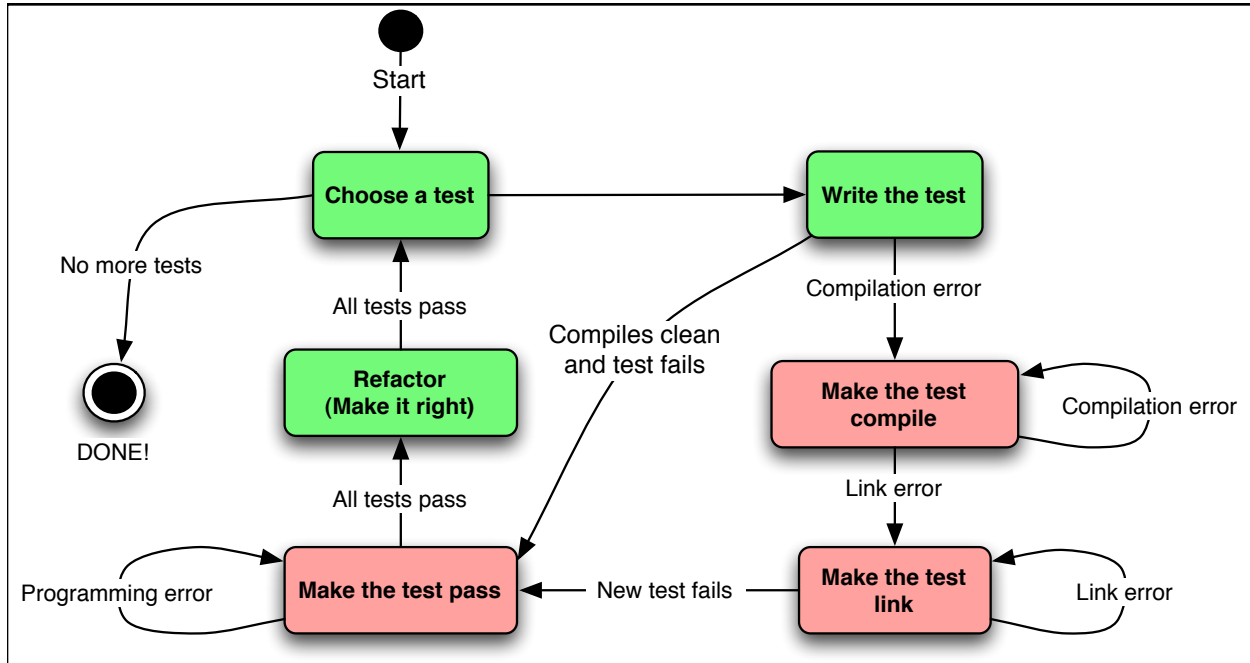 Start
Choose a test
Write the test
No more tests
Compilation error
All tests pass
Compiles clean
and test fails
Refactor
(Make it right)
Make the test
compile
Compilation error
DONE!
Link error
All tests pass
Programming error
Make the test pass
New test fails
Make the test
link
Link error